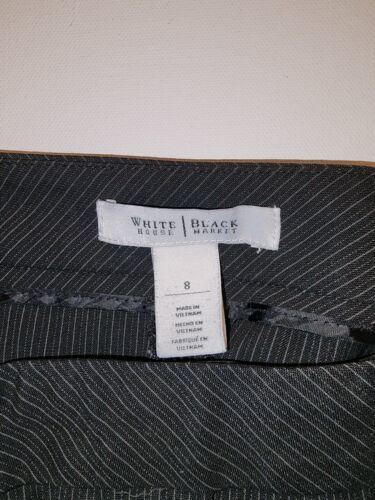 WHITE | BLACK
HOUSE | MARKET
8
MADE IN
VIETNAM
HECHO EN
VIETNAM
FABRIQUÉ EN
VIETNAM